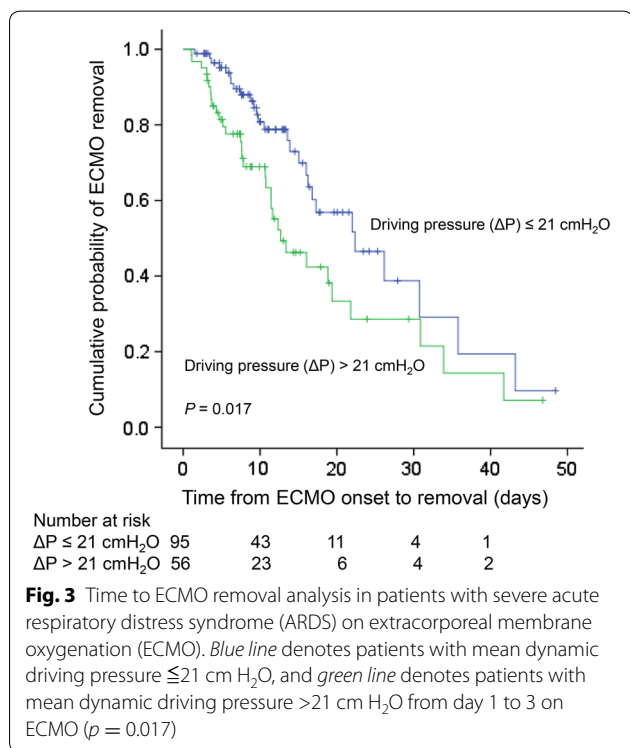 1.0
0.8
0.6
0.4
0.2
0.0
Cumulative probability of ECMO removal
Driving pressure (ΔP) ≤ 21 cmH₂O
Driving pressure (ΔP) > 21 cmH₂O
P = 0.017
0 10 20 30 40 50
Time from ECMO onset to removal (days)
Number at risk
ΔP ≤ 21 cmH₂O 95 43 11 4 1
ΔP > 21 cmH₂O 56 23 6 4 2
Fig. 3 Time to ECMO removal analysis in patients with severe acute
respiratory distress syndrome (ARDS) on extracorporeal membrane
oxygenation (ECMO). Blue line denotes patients with mean dynamic
driving pressure ≦21 cm H₂O, and green line denotes patients with
mean dynamic driving pressure >21 cm H₂O from day 1 to 3 on
ECMO (p = 0.017)